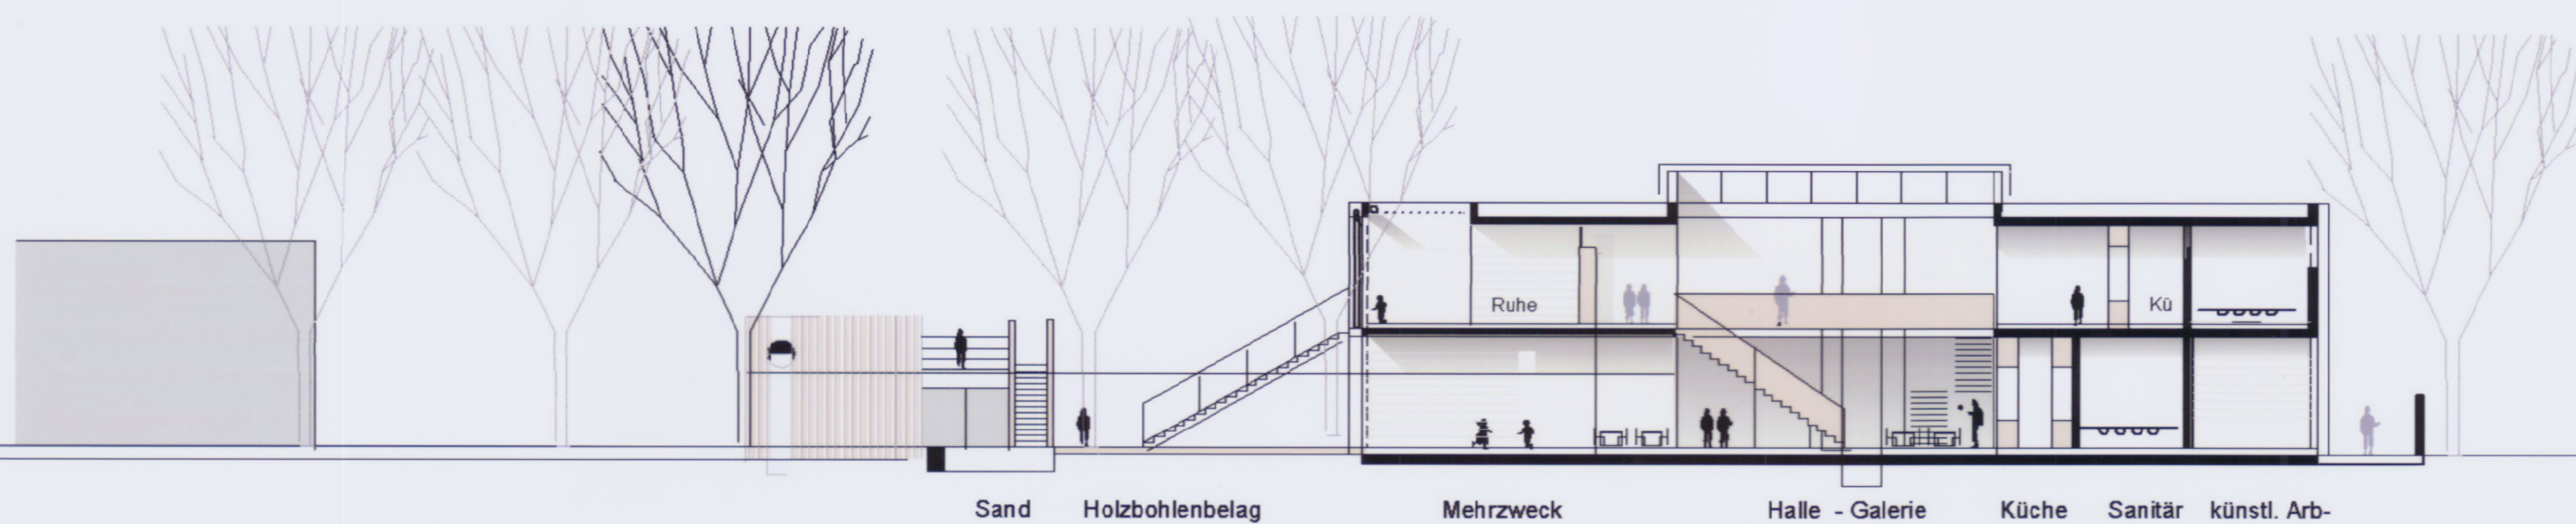 Ruhe
Kü
Sand Holzbohlenbelag Mehrzweck Halle - Galerie Küche Sanitär künstl. Arb-